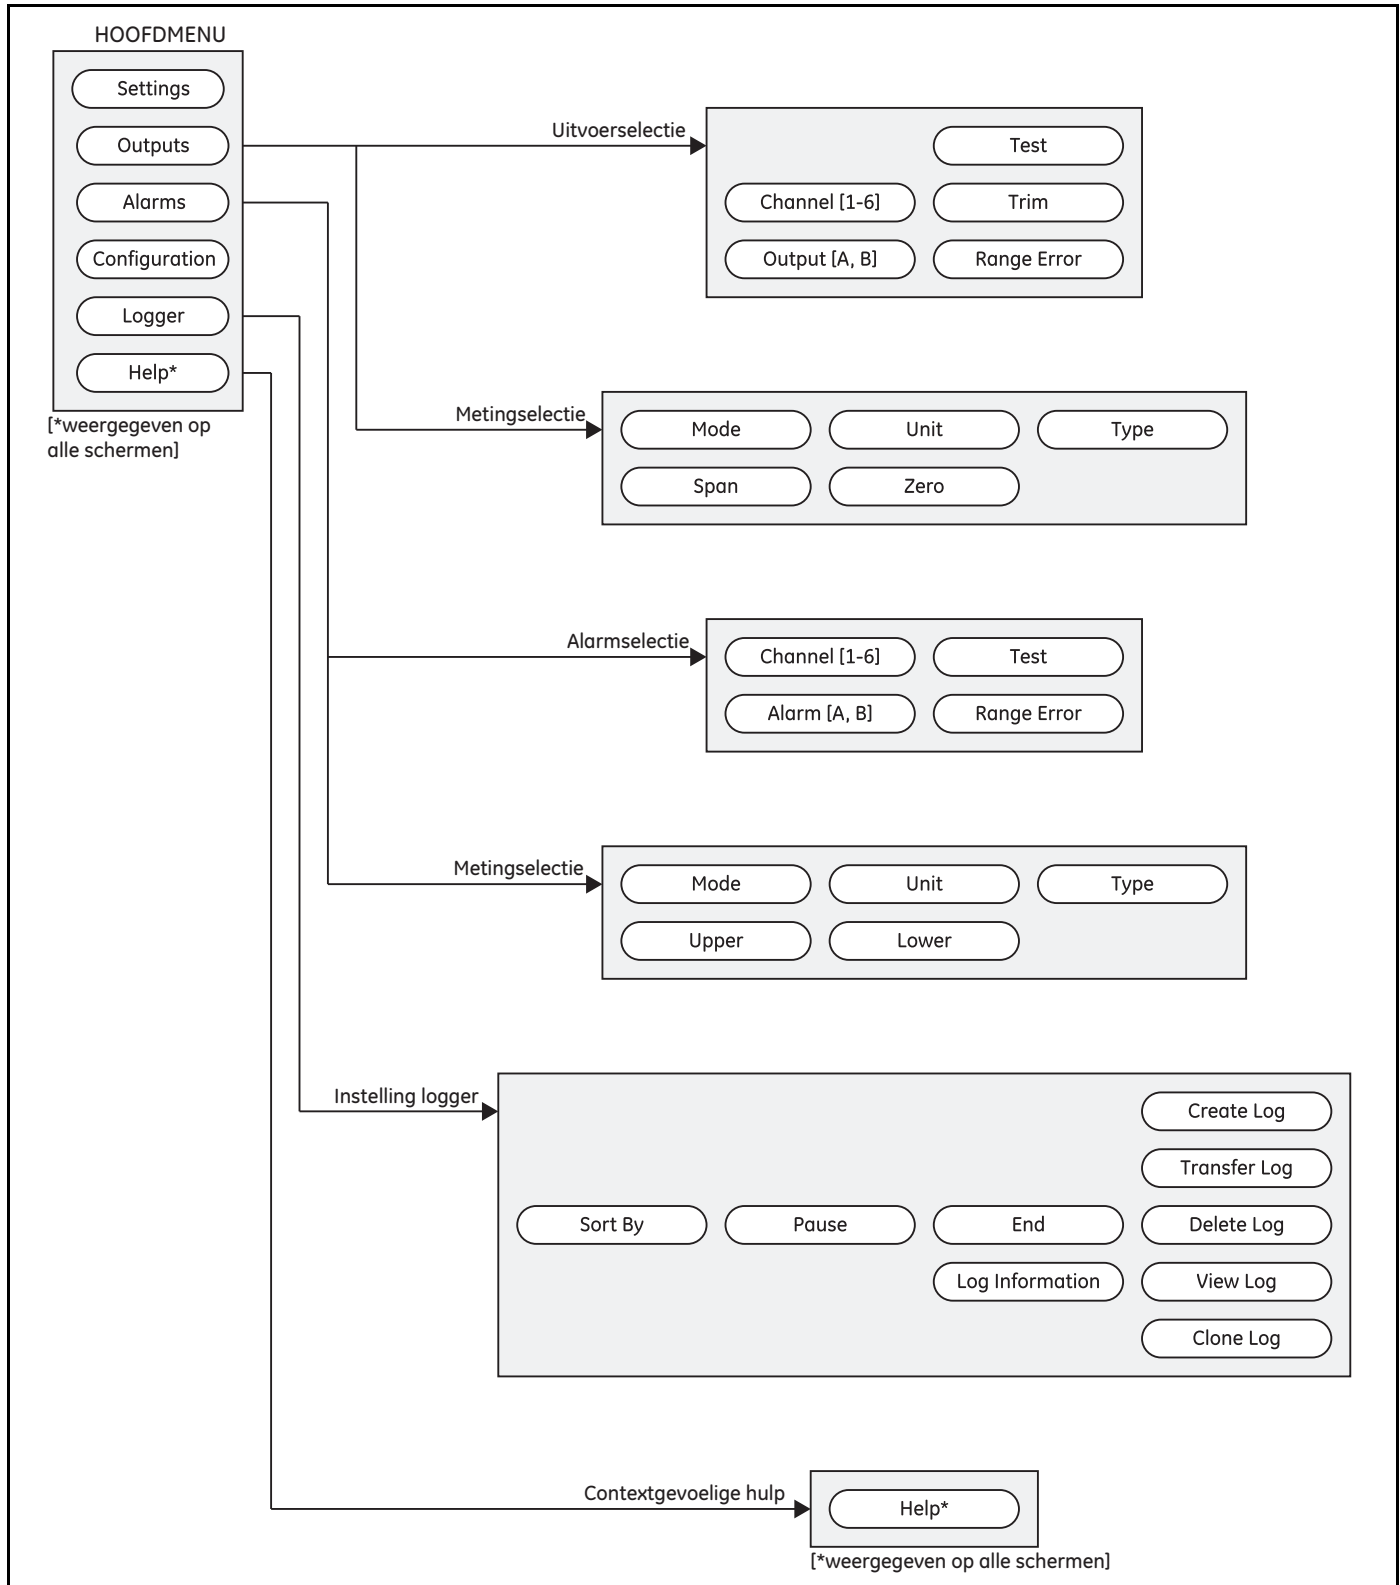 HOOFDMENU
Settings
Outputs
Alarms
Configuration
Logger
Help*
[*weergegeven op
alle schermen]
Uitvoerselectie
Test
Channel [1-6]
Trim
Output [A, B]
Range Error
Metingselectie
Mode
Unit
Type
Span
Zero
Alarmselectie
Channel [1-6]
Test
Alarm [A, B]
Range Error
Metingselectie
Mode
Unit
Type
Upper
Lower
Instelling logger
Create Log
Transfer Log
Sort By
Pause
End
Delete Log
Log Information
View Log
Clone Log
Contextgevoelige hulp
Help*
[*weergegeven op alle schermen]